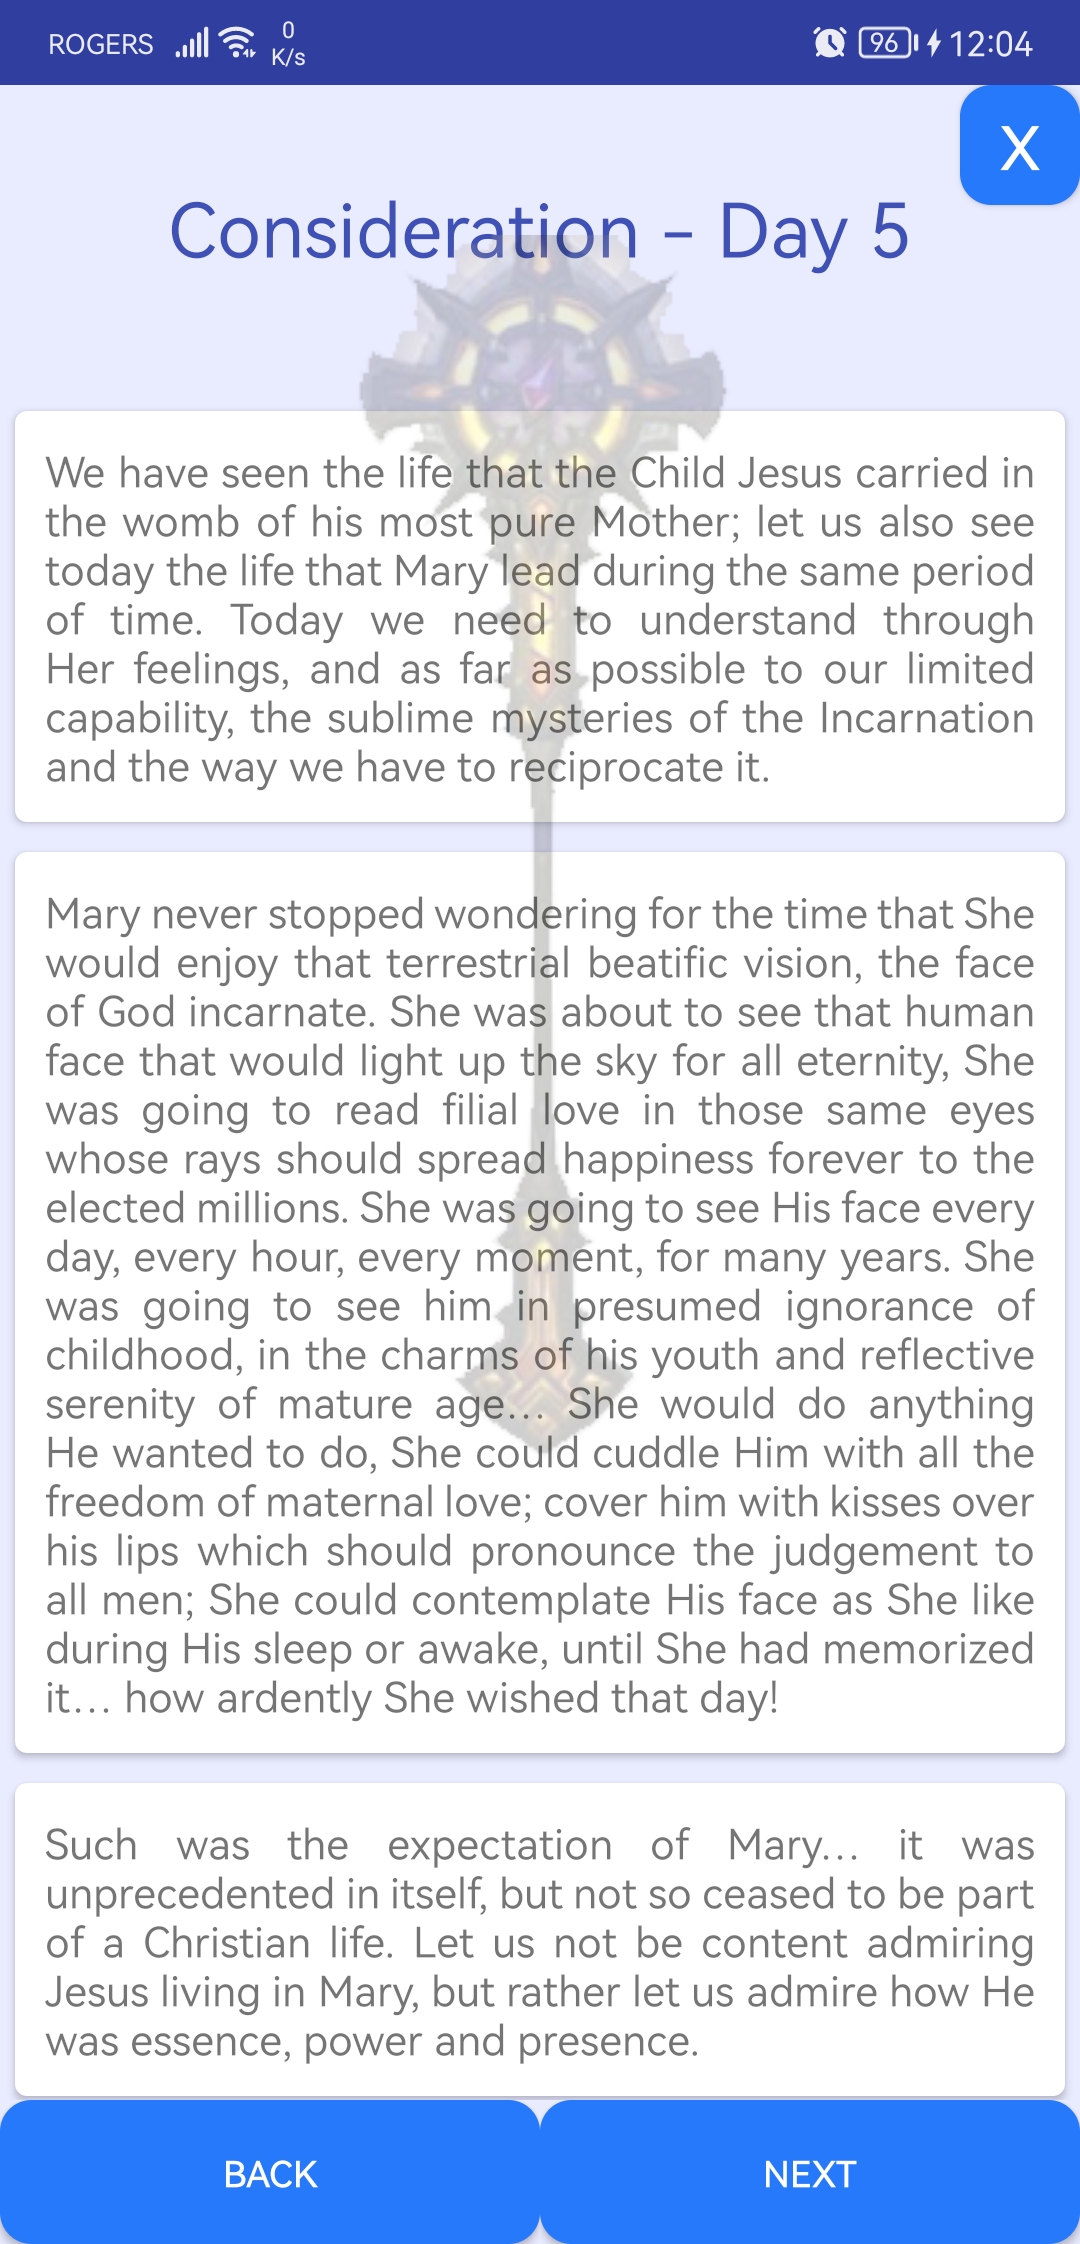 ROGERS 0 K/s 96 12:04
X
Consideration - Day 5
We have seen the life that the Child Jesus carried in
the womb of his most pure Mother; let us also see
today the life that Mary lead during the same period
of time. Today we need to understand through
Her feelings, and as far as possible to our limited
capability, the sublime mysteries of the Incarnation
and the way we have to reciprocate it.
Mary never stopped wondering for the time that She
would enjoy that terrestrial beatific vision, the face
of God incarnate. She was about to see that human
face that would light up the sky for all eternity, She
was going to read filial love in those same eyes
whose rays should spread happiness forever to the
elected millions. She was going to see His face every
day, every hour, every moment, for many years. She
was going to see him in presumed ignorance of
childhood, in the charms of his youth and reflective
serenity of mature age... She would do anything
He wanted to do, She could cuddle Him with all the
freedom of maternal love; cover him with kisses over
his lips which should pronounce the judgement to
all men; She could contemplate His face as She like
during His sleep or awake, until She had memorized
it... how ardently She wished that day!
Such was the expectation of Mary... it was
unprecedented in itself, but not so ceased to be part
of a Christian life. Let us not be content admiring
Jesus living in Mary, but rather let us admire how He
was essence, power and presence.
BACK NEXT